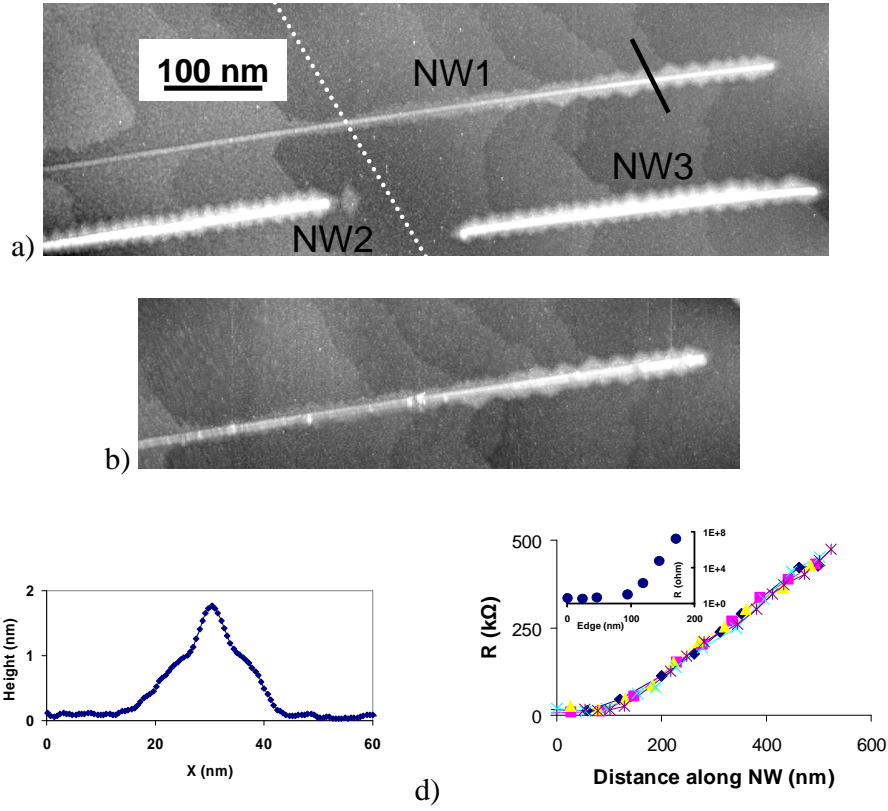 100 nm
NW1
NW3
NW2
a)
b)
Height (nm)
2
1
0
0
20
40
60
X (nm)
d)
R (kΩ)
500
250
0
0
200
400
600
Distance along NW (nm)
R (ohm)
1E+8
1E+4
1E+0
0
100
200
Edge (nm)